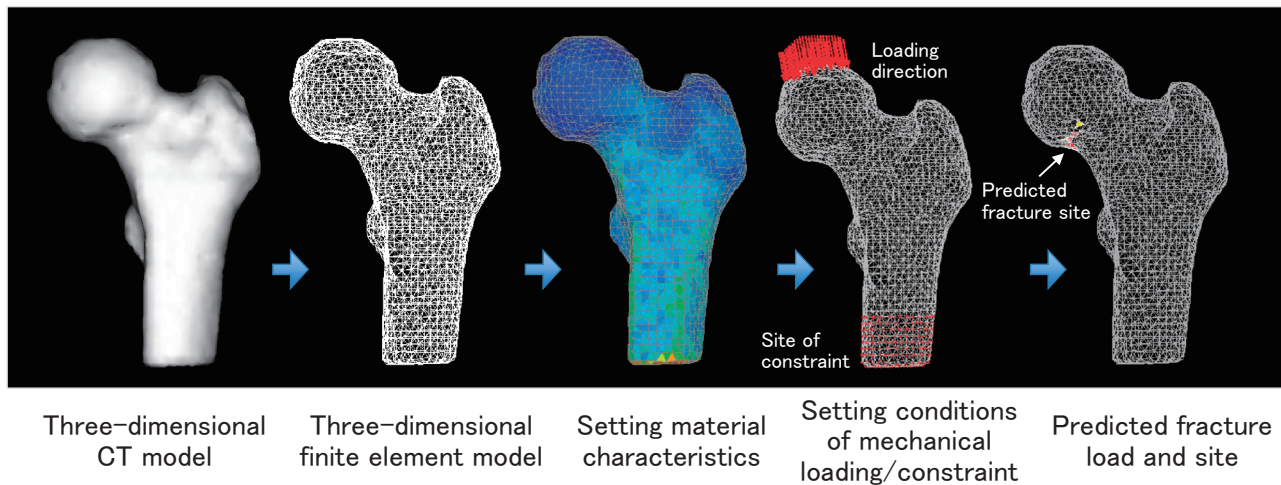 Loading
direction
Predicted
fracture site
Site of
constraint
Three-dimensional
CT model
Three-dimensional
finite element model
Setting material
characteristics
Setting conditions
of mechanical
loading/constraint
Predicted fracture
load and site